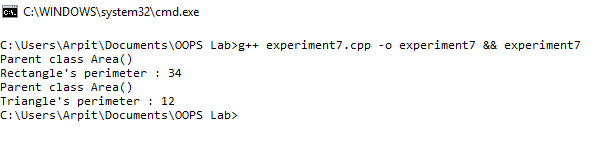 C:\WINDOWS\system32\cmd.exe
C:\Users\Arpit\Documents\OOPS Lab>g++ experiment7.cpp -o experiment7 && experiment7
Parent class Area()
Rectangle's perimeter : 34
Parent class Area()
Triangle's perimeter : 12
C:\Users\Arpit\Documents\OOPS Lab>